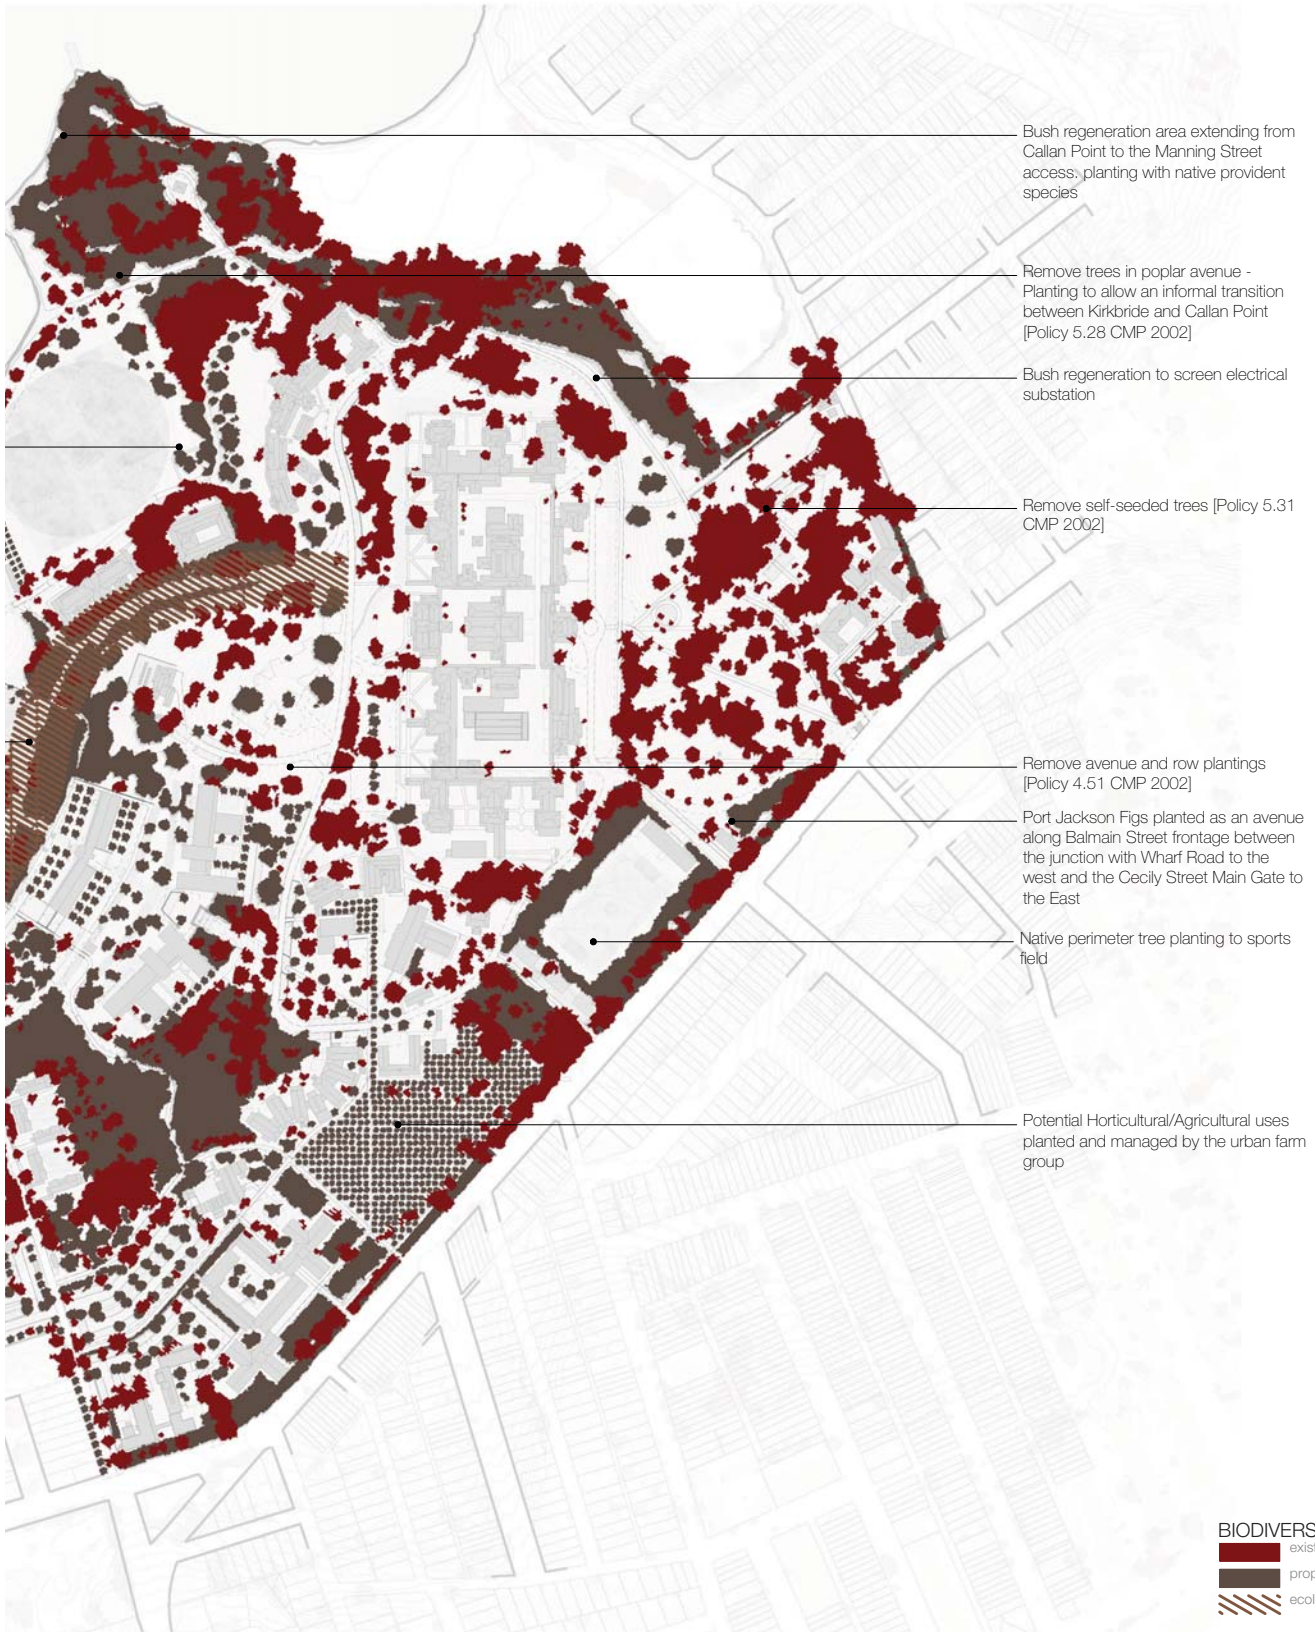 Bush regeneration area extending from
Callan Point to the Manning Street
access. planting with native provident
species
Remove trees in poplar avenue -
Planting to allow an informal transition
between Kirkbride and Callan Point
[Policy 5.28 CMP 2002]
Bush regeneration to screen electrical
substation
Remove self-seeded trees [Policy 5.31
CMP 2002]
Remove avenue and row plantings
[Policy 4.51 CMP 2002]
Port Jackson Figs planted as an avenue
along Balmain Street frontage between
the junction with Wharf Road to the
west and the Cecily Street Main Gate to
the East
Native perimeter tree planting to sports
field
Potential Horticultural/Agricultural uses
planted and managed by the urban farm
group
BIODIVERS
exist
prop
ecol